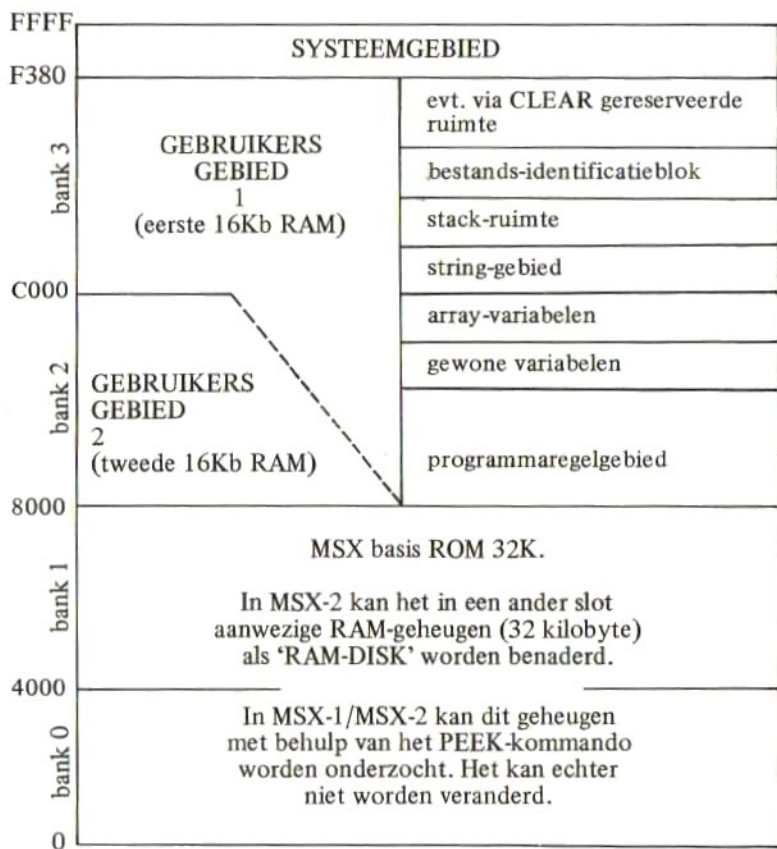 FFFF
SYSTEEMGEBIED
F380
bank 3
GEBRUIKERS
GEBIED
1
(eerste 16Kb RAM)
evt. via CLEAR gereserveerde
ruimte
bestands-identificatieblok
stack-ruimte
string-gebied
C000
array-variabelen
gewone variabelen
bank 2
GEBRUIKERS
GEBIED
2
(tweede 16Kb RAM)
programmaregelgebied
8000
bank 1
MSX basis ROM 32K.
In MSX-2 kan het in een ander slot
aanwezige RAM-geheugen (32 kilobyte)
als ‘RAM-DISK’ worden benaderd.
4000
bank 0
In MSX-1/MSX-2 kan dit geheugen
met behulp van het PEEK-kommando
worden onderzocht. Het kan echter
niet worden veranderd.
0